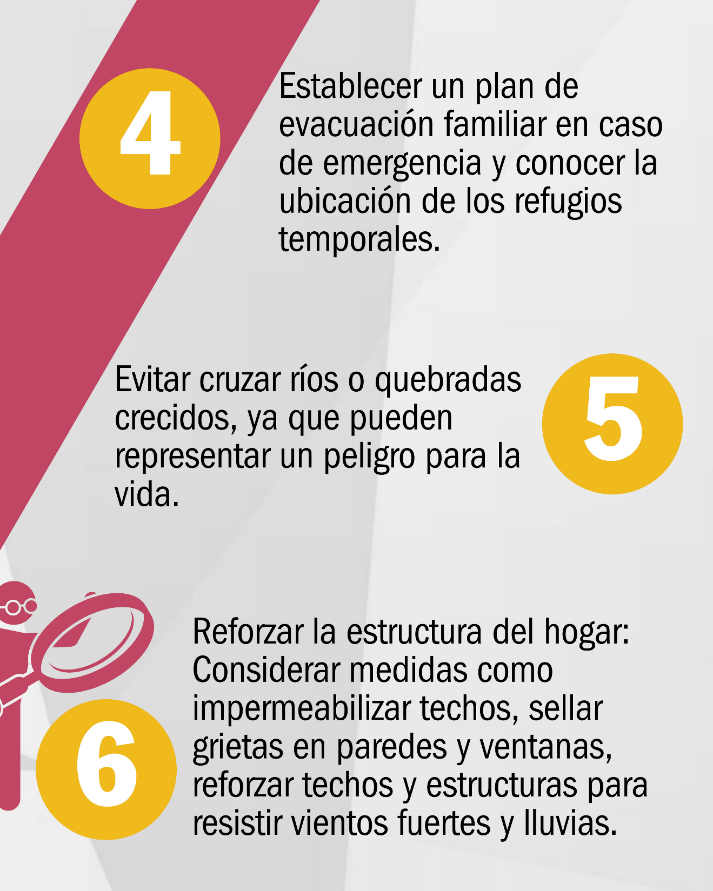 4
Establecer un plan de
evacuación familiar en caso
de emergencia y conocer la
ubicación de los refugios
temporales.
Evitar cruzar ríos o quebradas
crecidos, ya que pueden
representar un peligro para la
vida.
5
Reforzar la estructura del hogar:
Considerar medidas como
impermeabilizar techos, sellar
grietas en paredes y ventanas,
reforzar techos y estructuras para
resistir vientos fuertes y lluvias.
6